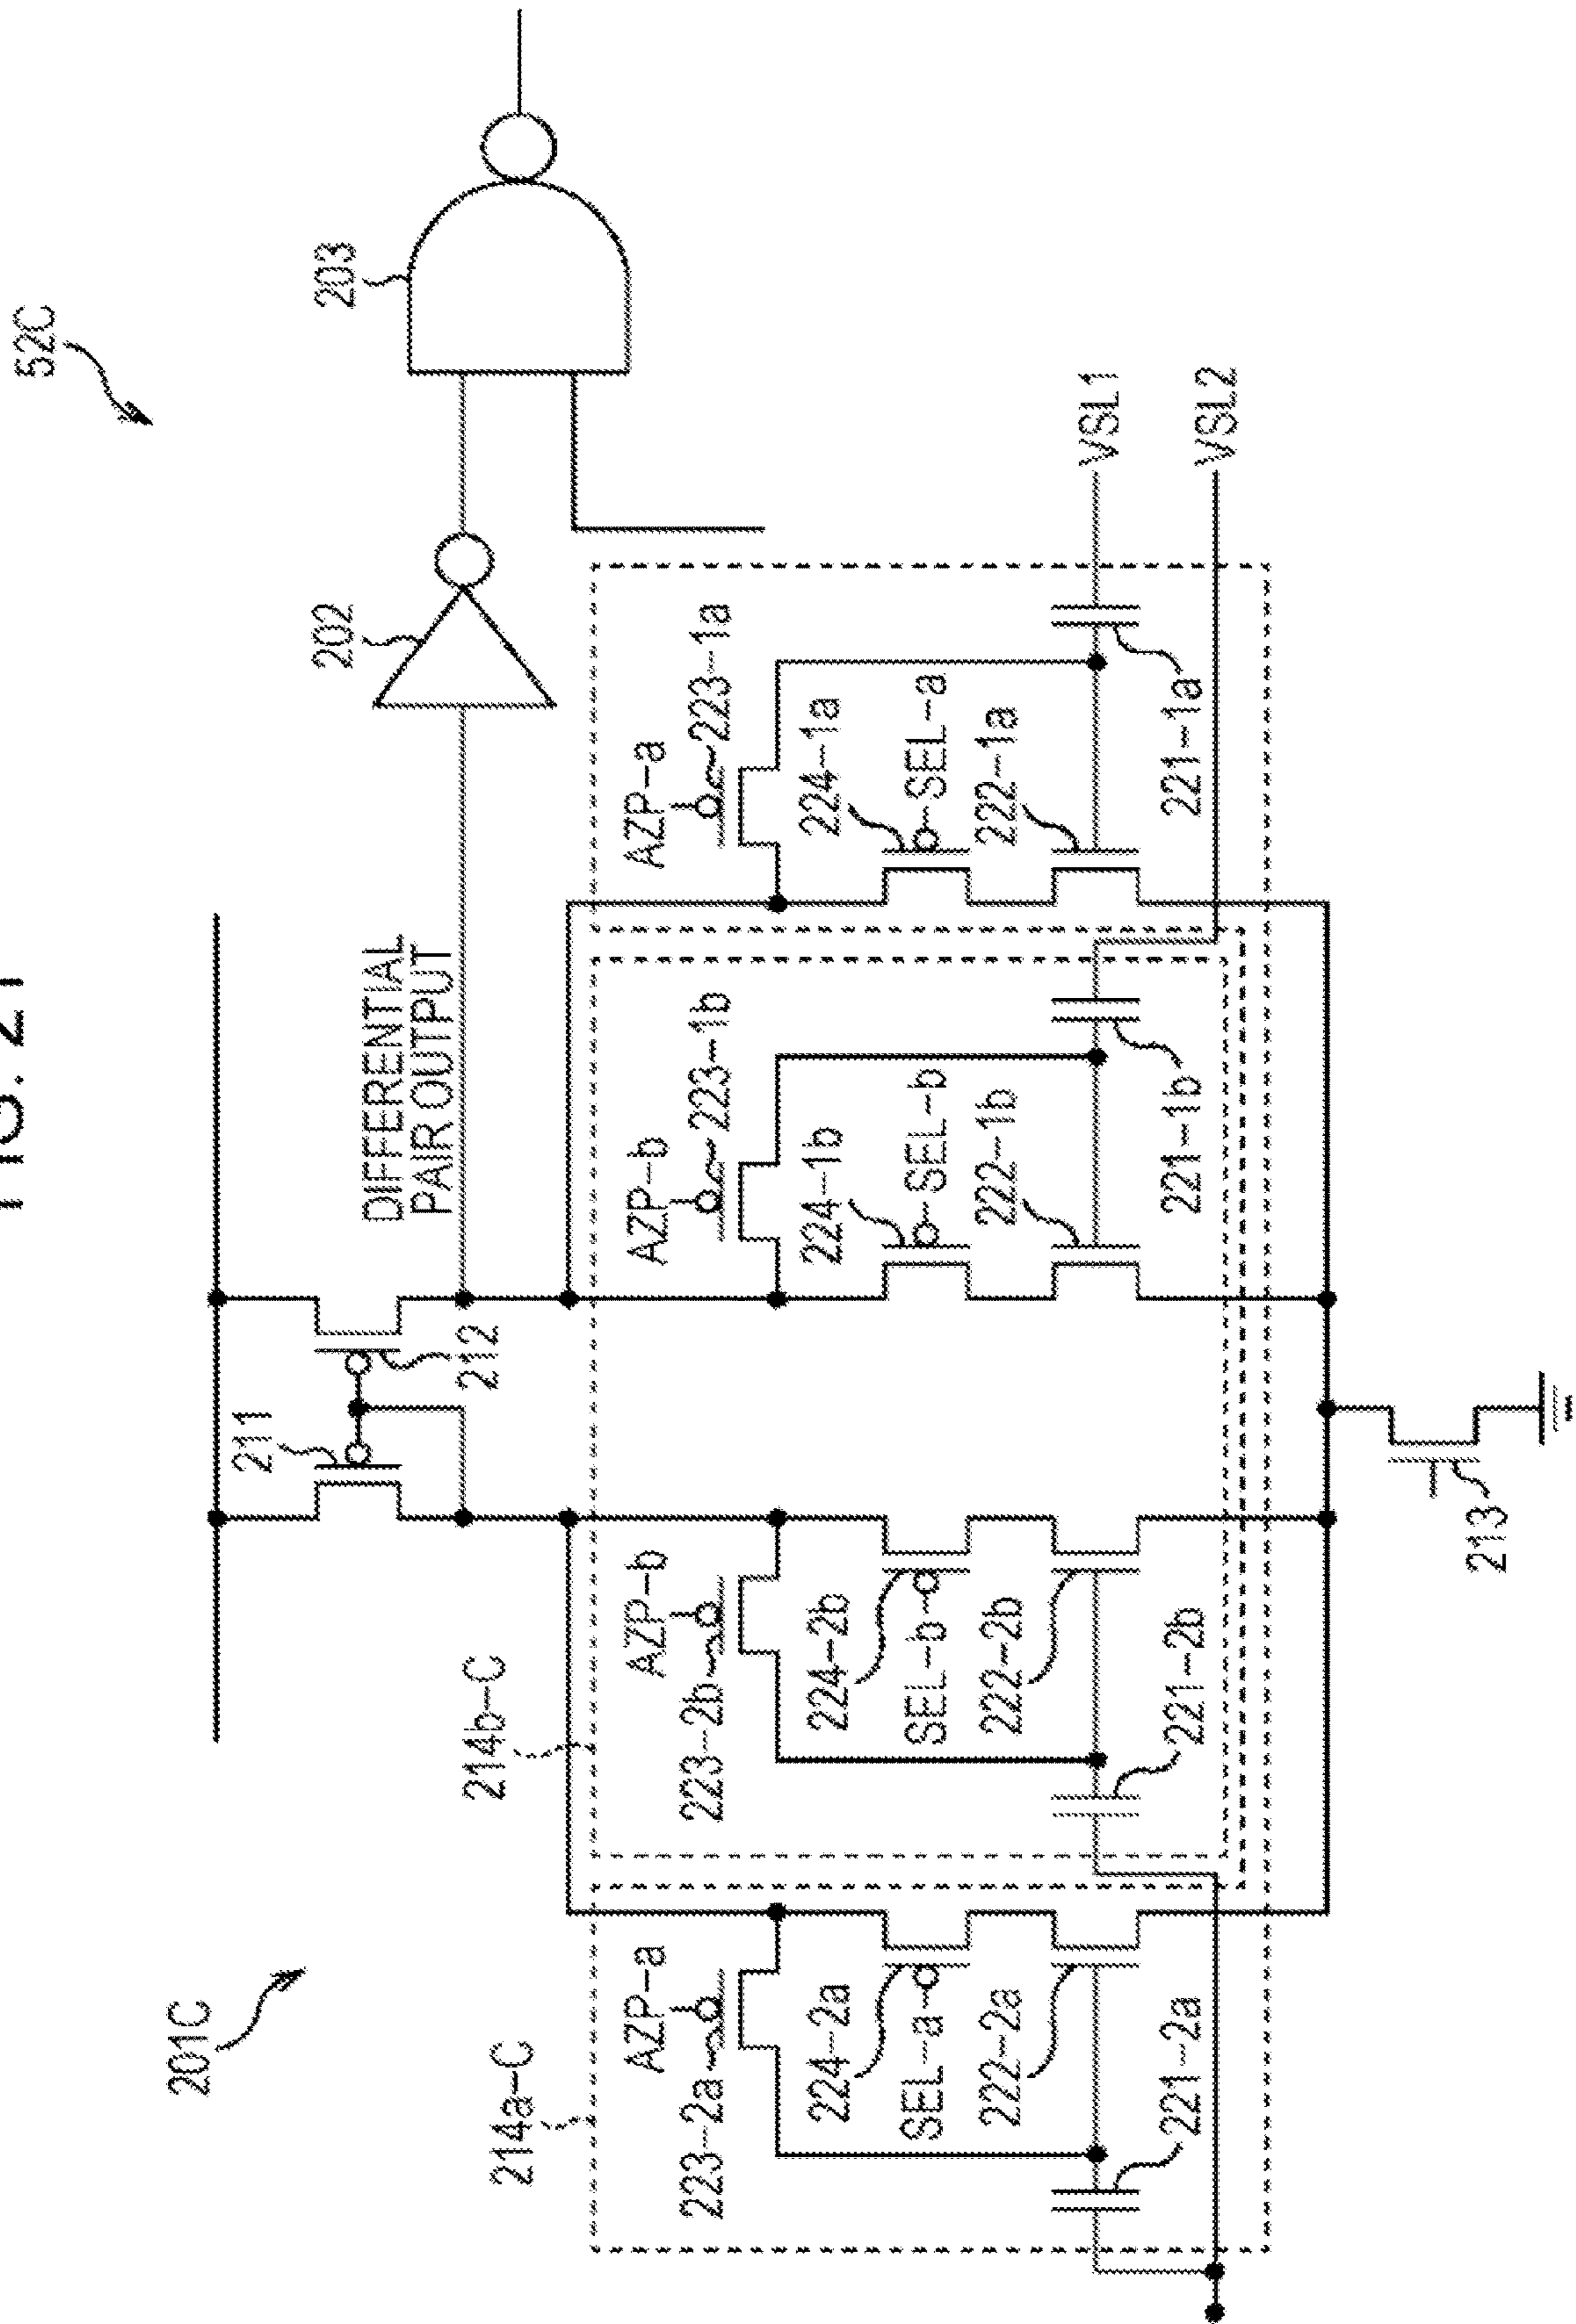 FIG. 21
52C
201C
211
212
DIFFERENTIAL
PAIR OUTPUT
202
203
214a-C
214b-C
AZP-a
223-2a
AZP-b
223-2b
AZP-b
223-1b
AZP-a
223-1a
224-2a
SEL-a
222-2a
224-2b
SEL-b
222-2b
224-1b
SEL-b
222-1b
224-1a
SEL-a
222-1a
221-2a
221-2b
221-1b
221-1a
VSL1
VSL2
213